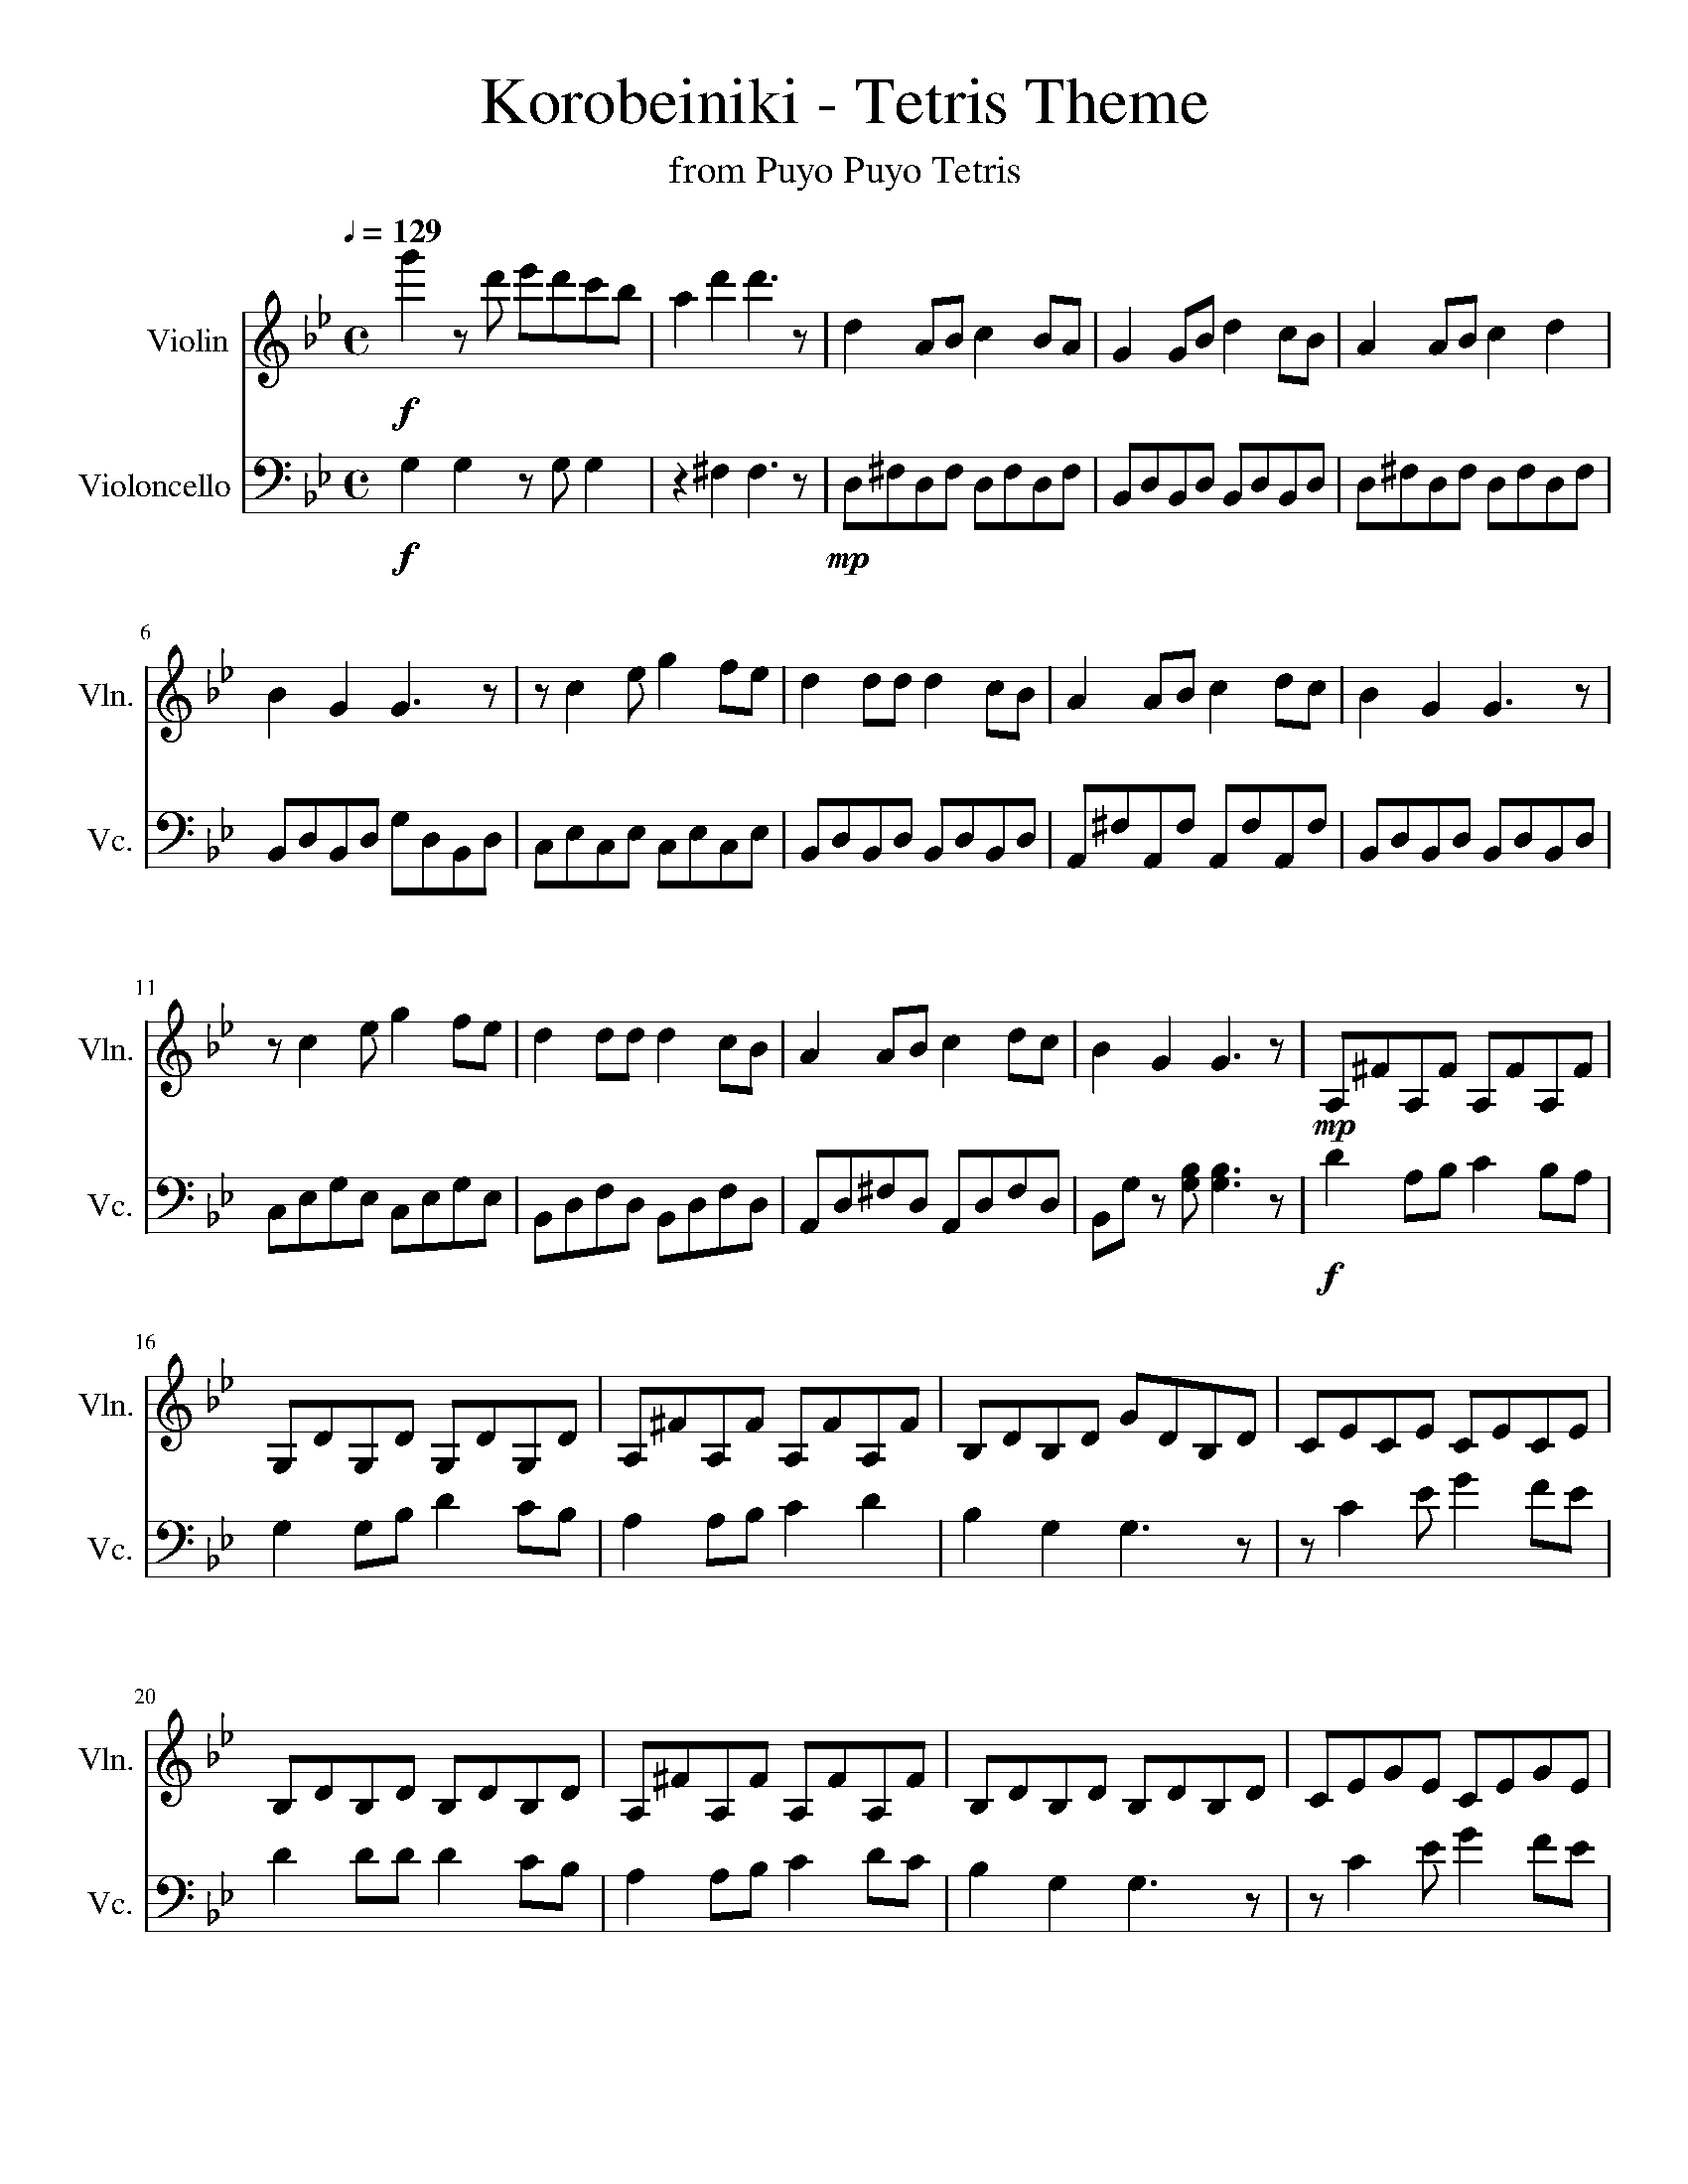 Korobeiniki - Tetris Theme
from Puyo Puyo Tetris
♩ = 129
Violin
f
Violoncello
f mp
6
Vln.
Vc.
11
Vln.
mp
Vc.
f
16
Vln.
Vc.
20
Vln.
Vc.